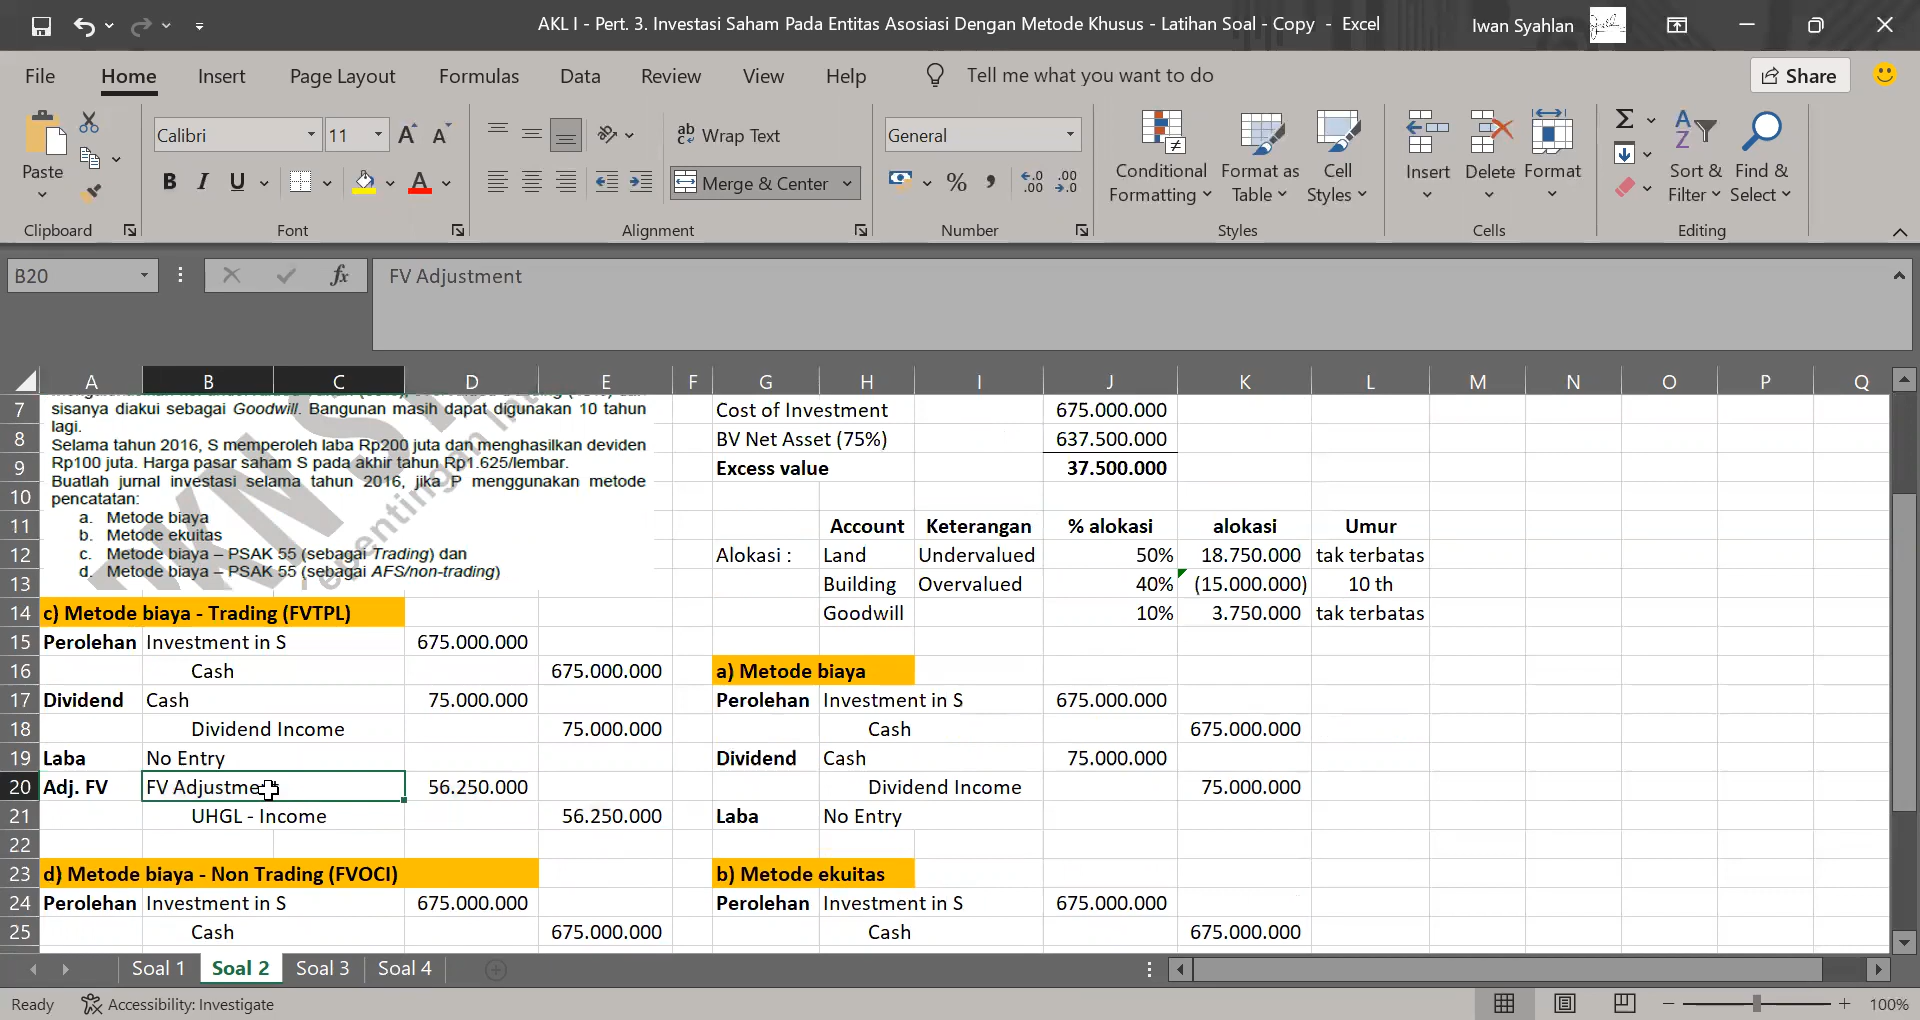 AKL I - Pert. 3. Investasi Saham Pada Entitas Asosiasi Dengan Metode Khusus - Latihan Soal - Copy - Excel
Iwan Syahlan
File Home Insert Page Layout Formulas Data Review View Help Tell me what you want to do Share
Calibri 11 Wrap Text General
Paste B I U Merge & Center % Conditional Formatting Format as Table Cell Styles Insert Delete Format Sort & Filter Find & Select
Clipboard Font Alignment Number Styles Cells Editing
B20 fx FV Adjustment
A B C D E F G H I J K L M N O P Q
7 sisanya diakui sebagai Goodwill. Bangunan masih dapat digunakan 10 tahun Cost of Investment 675.000.000
lagi.
8 Selama tahun 2016, S memperoleh laba Rp200 juta dan menghasilkan deviden BV Net Asset (75%) 637.500.000
9 Rp100 juta. Harga pasar saham S pada akhir tahun Rp1.625/lembar. Excess value 37.500.000
Buatlah jurnal investasi selama tahun 2016, jika P menggunakan metode
10 pencatatan:
11 a. Metode biaya Account Keterangan % alokasi alokasi Umur
b. Metode ekuitas
12 c. Metode biaya – PSAK 55 (sebagai Trading) dan Alokasi : Land Undervalued 50% 18.750.000 tak terbatas
13 d. Metode biaya – PSAK 55 (sebagai AFS/non-trading) Building Overvalued 40% (15.000.000) 10 th
14 c) Metode biaya - Trading (FVTPL) Goodwill 10% 3.750.000 tak terbatas
15 Perolehan Investment in S 675.000.000
16 Cash 675.000.000 a) Metode biaya
17 Dividend Cash 75.000.000 Perolehan Investment in S 675.000.000
18 Dividend Income 75.000.000 Cash 675.000.000
19 Laba No Entry Dividend Cash 75.000.000
20 Adj. FV FV Adjustme 56.250.000 Dividend Income 75.000.000
21 UHGL - Income 56.250.000 Laba No Entry
22
23 d) Metode biaya - Non Trading (FVOCI) b) Metode ekuitas
24 Perolehan Investment in S 675.000.000 Perolehan Investment in S 675.000.000
25 Cash 675.000.000 Cash 675.000.000
Soal 1 Soal 2 Soal 3 Soal 4
Ready Accessibility: Investigate 100%